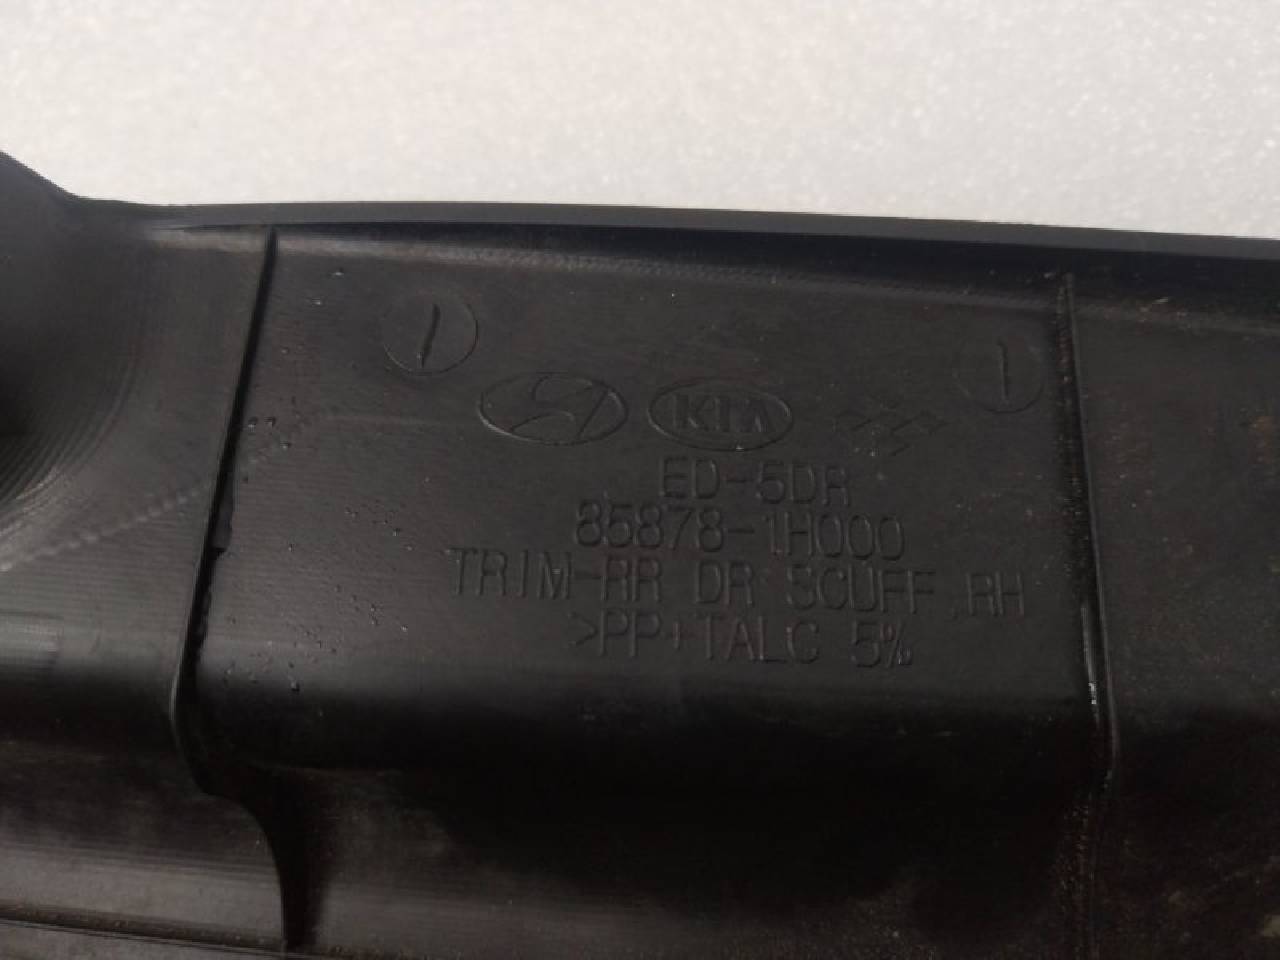 KIA
ED-5DR
85878-1H000
TRIM-RR DR SCUFF,RH
>PP+TALC 5%